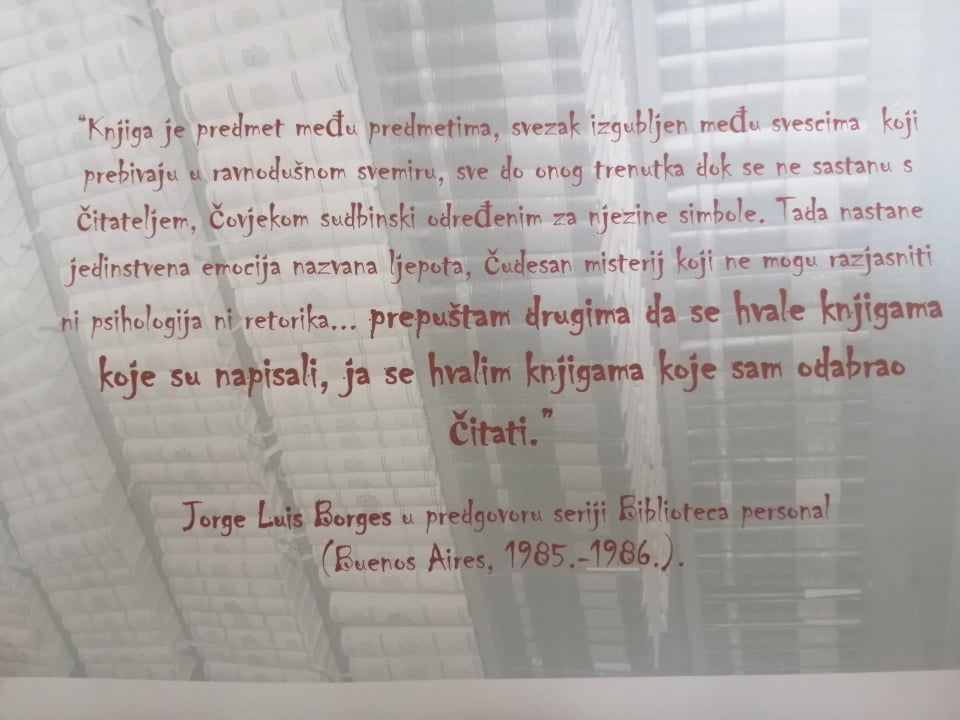 "Knjiga je predmet među predmetima, svezak izgubljen među svescima koji
prebivaju u ravnodušnom svemiru, sve do onog trenutka dok se ne sastanu s
Čitateljem, Čovjekom sudbinski određenim za njezine simbole. Tada nastane
jedinstvena emocija nazvana ljepota, Čudesan misterij koji ne mogu razjasniti
ni psihologija ni retorika... prepuštam drugima da se hvale knjigama
koje su napisali, ja se hvalim knjigama koje sam odabrao
Čitati."
Jorge Luis Borges u predgovoru seriji Biblioteca personal
(Buenos Aires, 1985.-1986.).